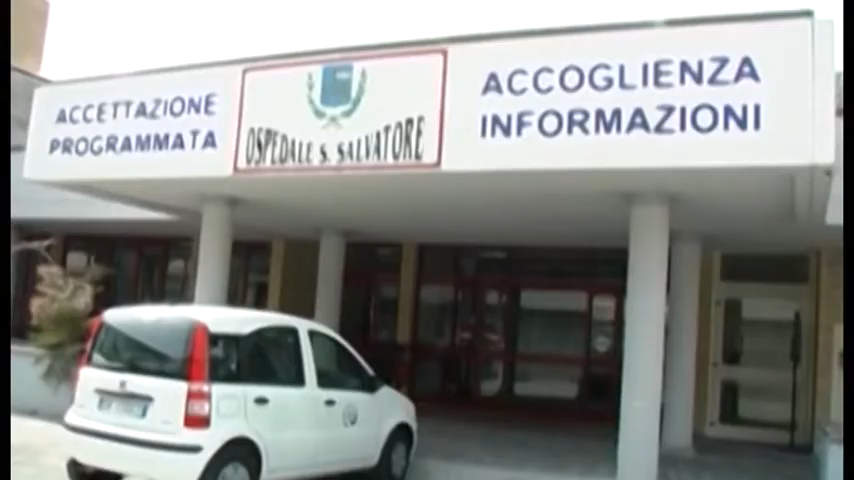 ACCETTAZIONE
PROGRAMMATA
OSPEDALE S. SALVATORE
ACCOGLIENZA
INFORMAZIONI